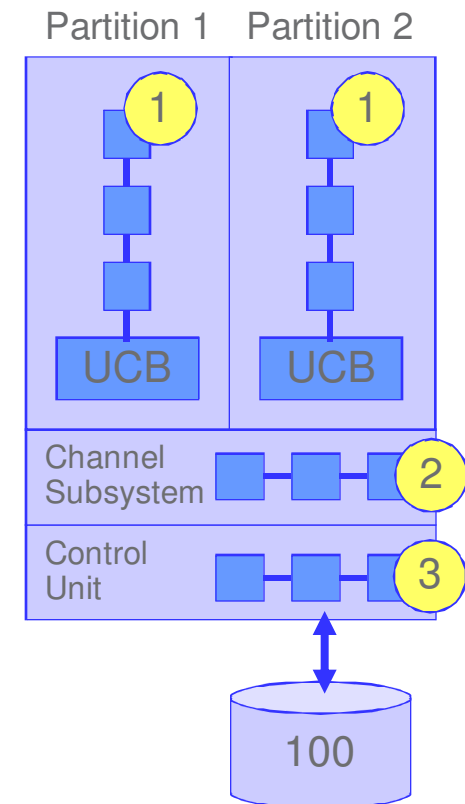 Partition 1 Partition 2
1 1
UCB UCB
Channel
Subsystem
2
Control
Unit
3
100